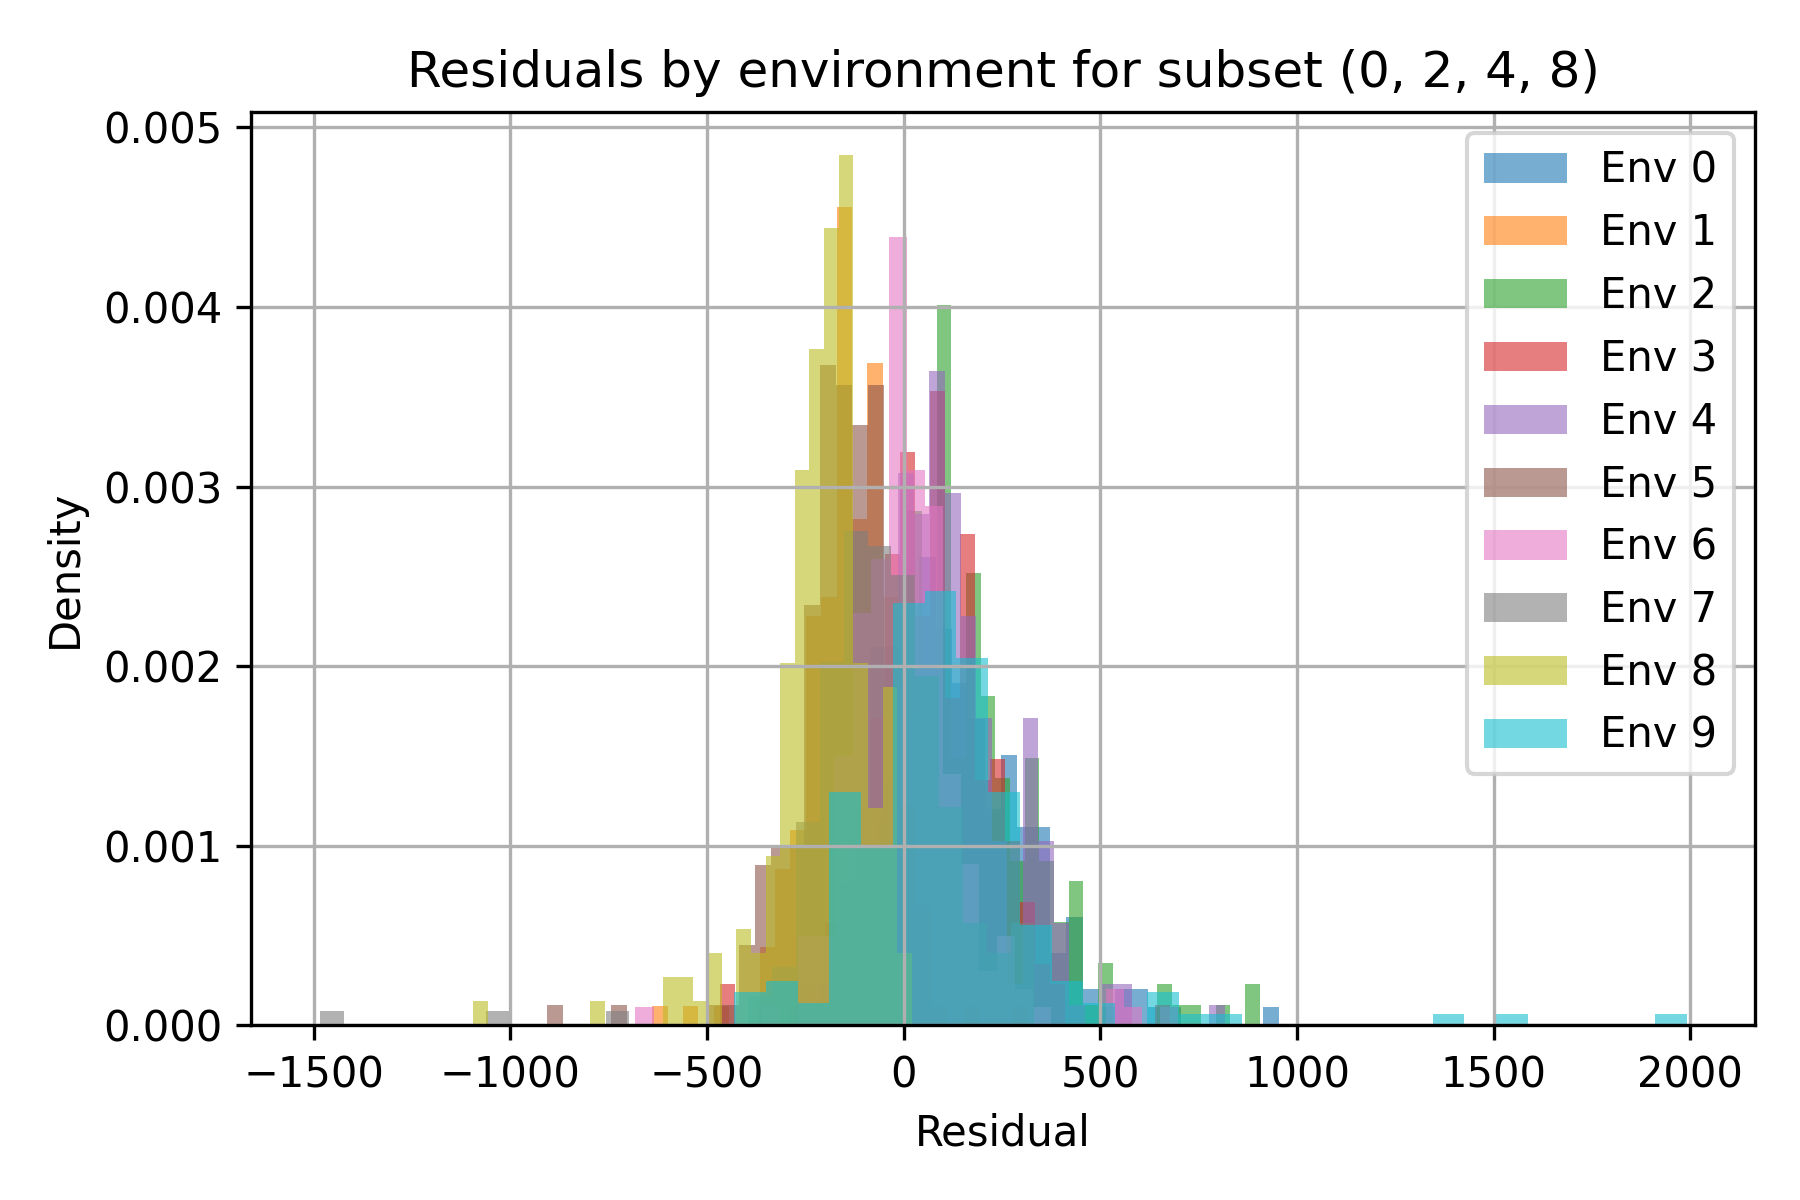 Residuals by environment for subset (0, 2, 4, 8)
0.005
0.004
0.003
0.002
0.001
0.000
Density
Env 0
Env 1
Env 2
Env 3
Env 4
Env 5
Env 6
Env 7
Env 8
Env 9
−1500 −1000 −500 0 500 1000 1500 2000
Residual